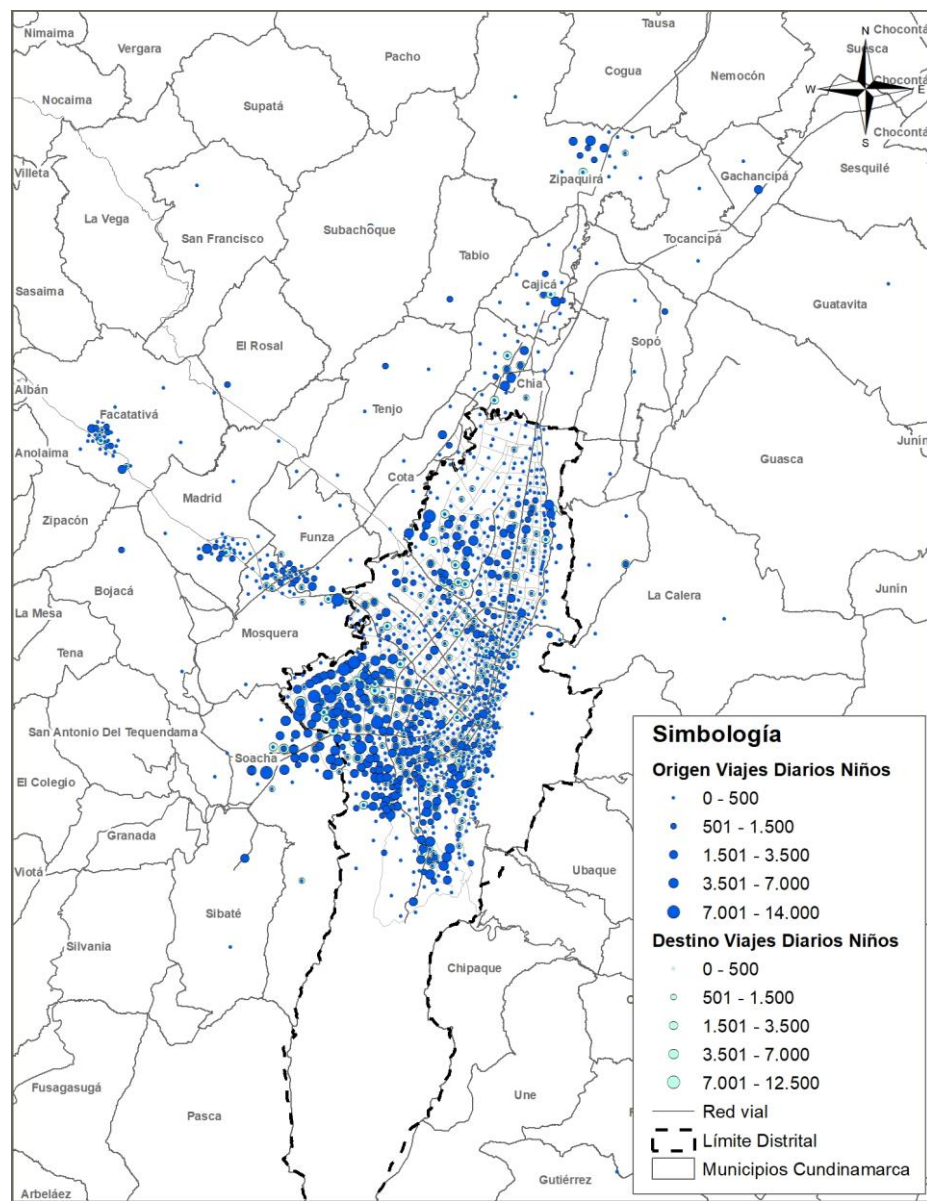 Tausa
Nimaima
Vergara
Pacho
Chocontá
N
Suesca
Cogua
Nemocón
Chocontá
W
E
Nocaima
Supatá
S
Chocontá
Villeta
Zipaquirá
Gachancipá
Sesquilé
La Vega
San Francisco
Subachoque
Tocancipá
Tabio
Sasaima
Cajicá
Guatavita
El Rosal
Sopó
Albán
Chia
Facatativá
Tenjo
Junin
Anolaima
Guasca
Cota
Madrid
Zipacón
Funza
Bojacá
La Calera
Junin
La Mesa
Mosquera
Tena
San Antonio Del Tequendama
Soacha
El Colegio
Granada
Viotá
Ubaque
Sibaté
Silvania
Chipaque
Fusagasugá
Pasca
Une
Arbeláez
Gutiérrez
Simbología
Origen Viajes Diarios Niños
0 - 500
501 - 1.500
1.501 - 3.500
3.501 - 7.000
7.001 - 14.000
Destino Viajes Diarios Niños
0 - 500
501 - 1.500
1.501 - 3.500
3.501 - 7.000
7.001 - 12.500
Red vial
Límite Distrital
Municipios Cundinamarca